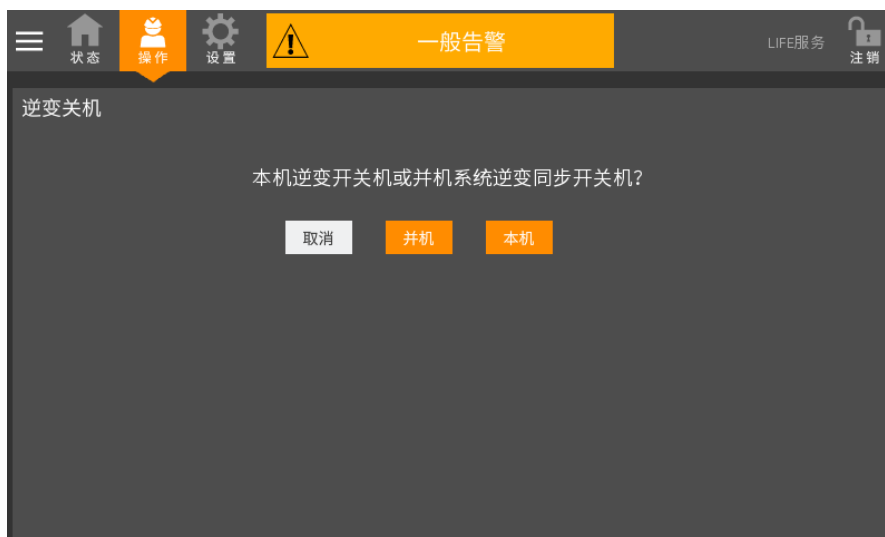 状态
操作
设置
一般告警
LIFE服务
注销
逆变关机
本机逆变开关机或并机系统逆变同步开关机?
取消
并机
本机